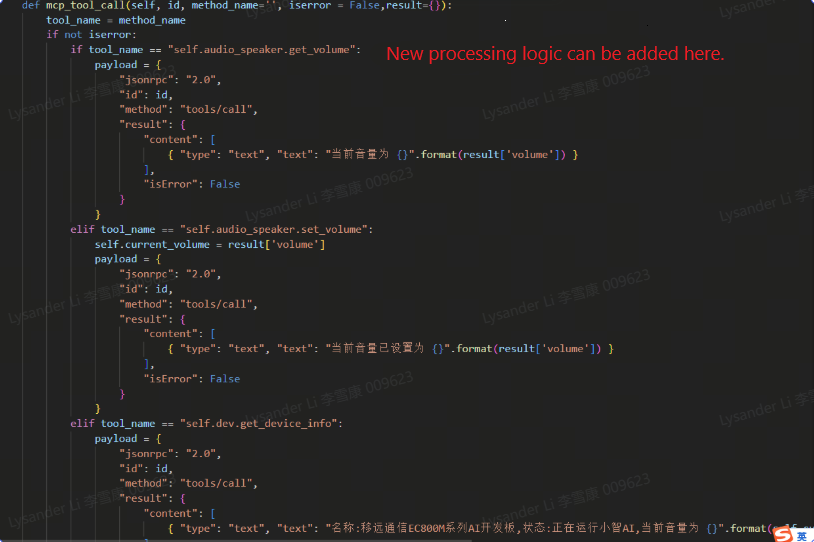 def mcp_tool_call(self, id, method_name='', iserror = False,result={}):
tool_name = method_name
if not iserror:
if tool_name == "self.audio_speaker.get_volume":
New processing logic can be added here.
payload = {
"jsonrpc": "2.0",
"id": id,
"method": "tools/call",
"result": {
"content": [
{ "type": "text", "text": "当前音量为 {}".format(result['volume']) }
],
"isError": False
}
}
elif tool_name == "self.audio_speaker.set_volume":
self.current_volume = result['volume']
payload = {
"jsonrpc": "2.0",
"id": id,
"method": "tools/call",
"result": {
"content": [
{ "type": "text", "text": "当前音量已设置为 {}".format(result['volume']) }
],
"isError": False
}
}
elif tool_name == "self.dev.get_device_info":
payload = {
"jsonrpc": "2.0",
"id": id,
"method": "tools/call",
"result": {
"content": [
{ "type": "text", "text": "名称:移远通信EC800M系列AI开发板,状态:正在运行小智AI,当前音量为 {}".format(
英
Lysander Li 李雪康 009623